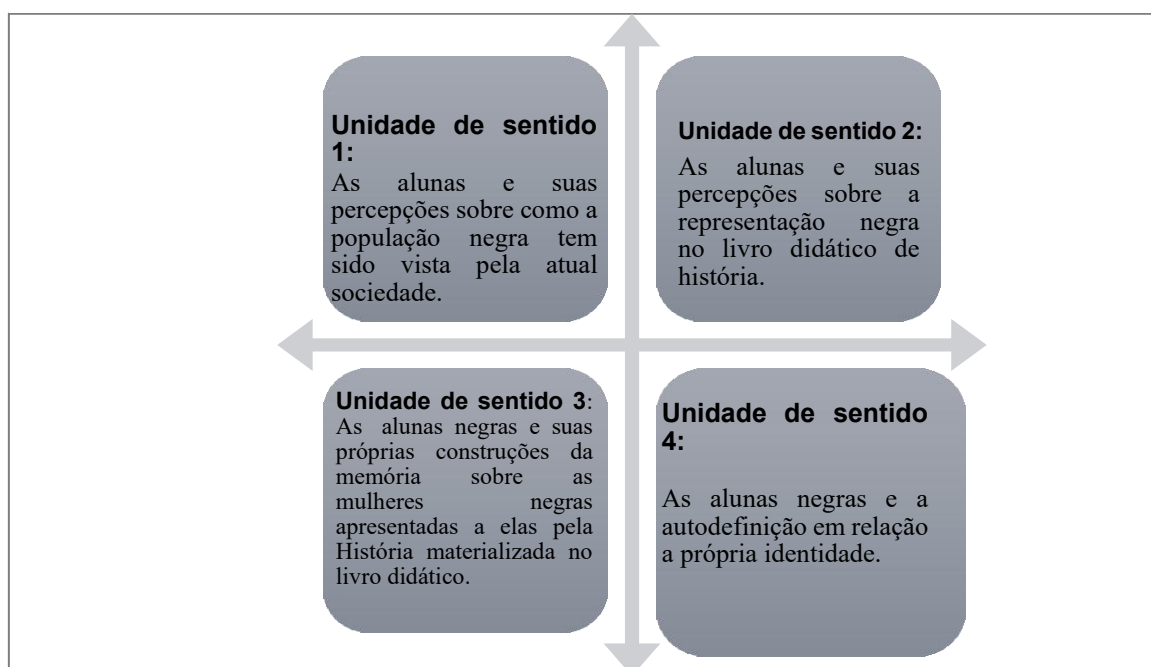 Unidade de sentido
1:
As alunas e suas
percepções sobre como a
população negra tem
sido vista pela atual
sociedade.
Unidade de sentido 2:
As alunas e suas
percepções sobre a
representação negra
no livro didático de
história.
Unidade de sentido 3:
As alunas negras e suas
próprias construções da
memória sobre as
mulheres negras
apresentadas a elas pela
História materializada no
livro didático.
Unidade de sentido
4:
As alunas negras e a
autodefinição em relação
a própria identidade.